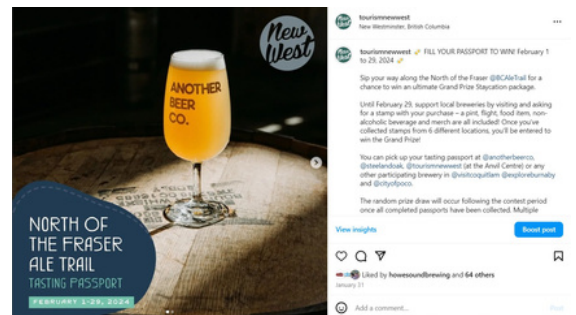 New
West
ANOTHER
BEER
CO.
NORTH OF
THE FRASER
ALE TRAIL
TASTING PASSPORT
FEBRUARY 1-29, 2024
tourismnewwest
New Westminster, British Columbia
tourismnewwest 🎉 FILL YOUR PASSPORT TO WIN! February 1
to 29, 2024
Sip your way along the North of the Fraser @BCAleTrail for a
chance to win an ultimate Grand Prize Staycation package.
Until February 29, support local breweries by visiting and asking
for a stamp with your purchase – a pint, flight, food item, non-
alcoholic beverage and merch are all included! Once you've
collected stamps from 6 different locations, you'll be entered to
win the Grand Prize!
You can pick up your tasting passport at @anotherbeerco,
@steelandoak, @tourismnewwest (at the Anvil Centre) or any
other participating brewery in @visitcoquitlam @exploreburnaby
and @cityofpoco.
The random prize draw will occur following the contest period
once all completed passports have been collected. Multiple
View insights
Boost post
Liked by howesoundbrewing and 64 others
January 31
Add a comment...
Post